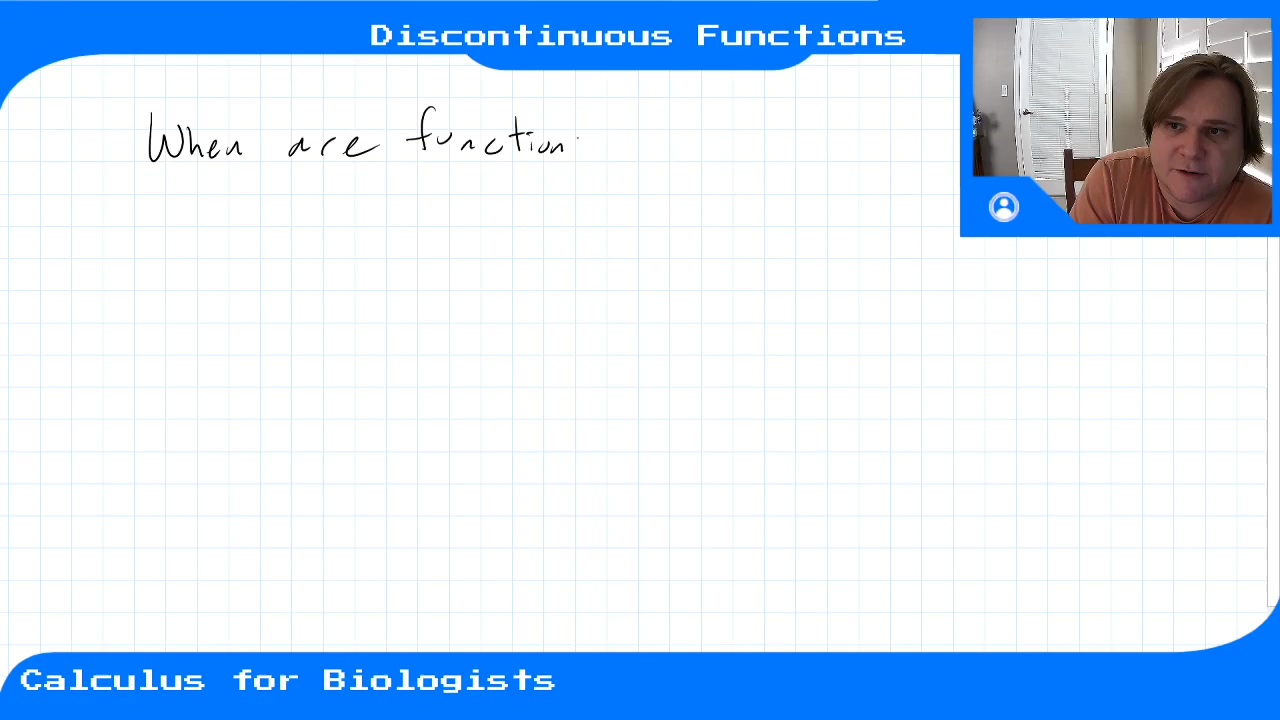 Discontinuous Functions
When are function
Calculus for Biologists